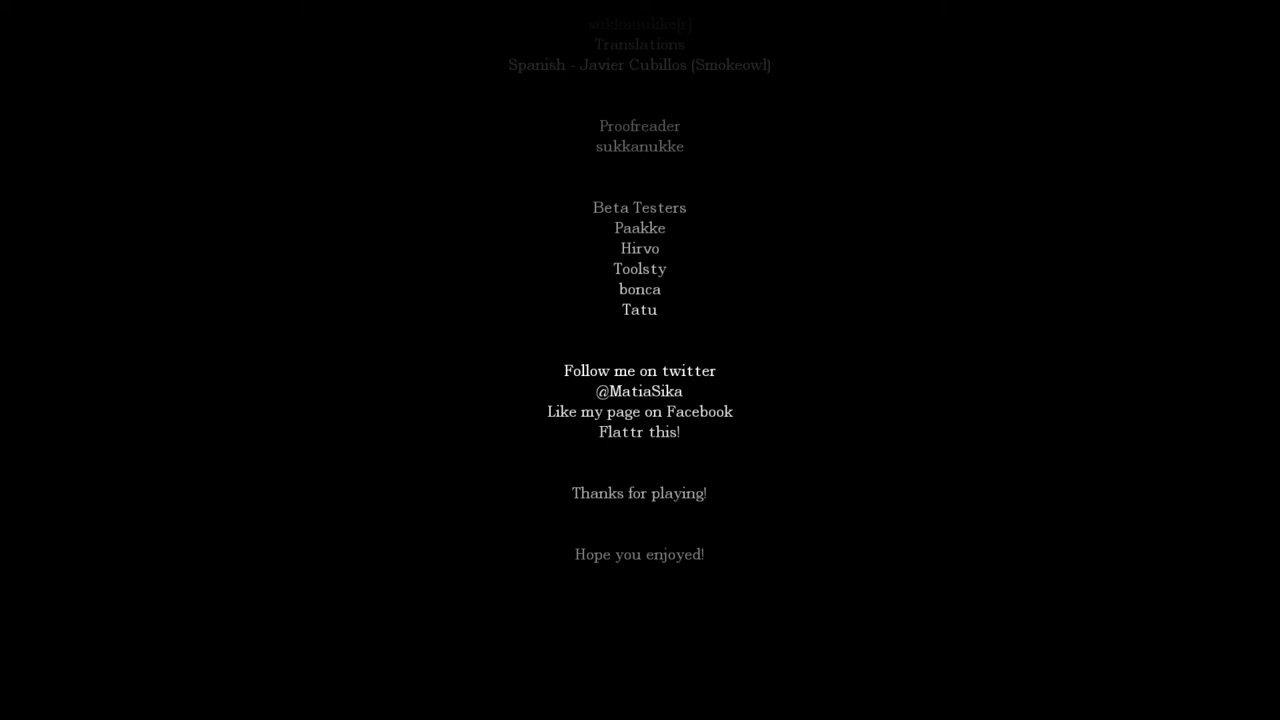 sukkanukke[r]
Translations
Spanish - Javier Cubillos (Smokeowl)
Proofreader
sukkanukke
Beta Testers
Paakke
Hirvo
Toolsty
bonca
Tatu
Follow me on twitter
@MatiaSika
Like my page on Facebook
Flattr this!
Thanks for playing!
Hope you enjoyed!